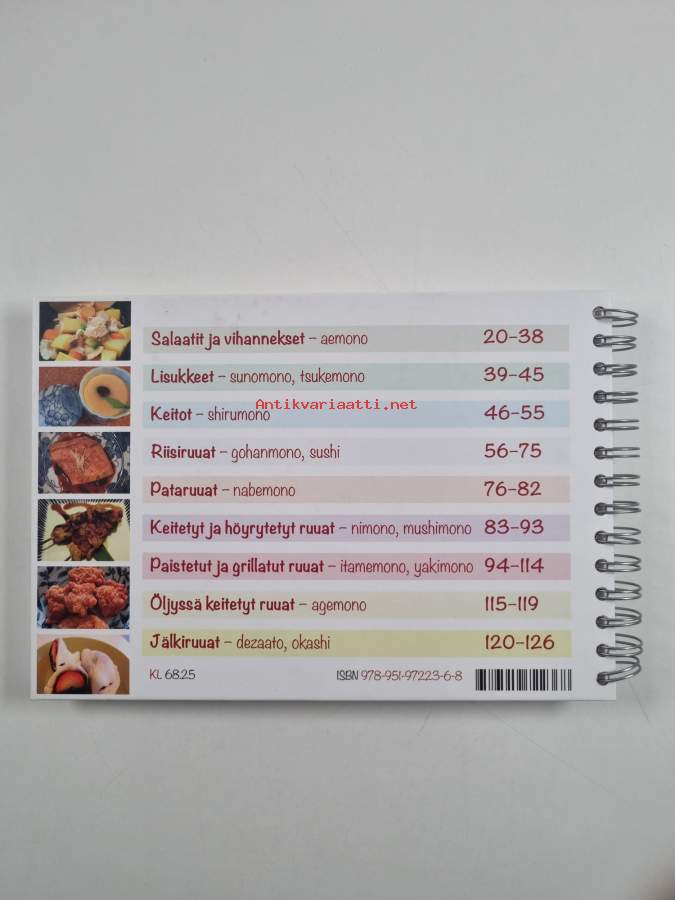 Salaatit ja vihannekset – aemono 20–38
Lisukkeet – sunomono, tsukemono 39–45
Antikvariaatti.net
Keitot – shirumono 46–55
Riisiruuat – gohanmono, sushi 56–75
Pataruuat – nabemono 76–82
Keitetyt ja höyrytetyt ruuat – nimono, mushimono 83–93
Paistetut ja grillatut ruuat – itamemono, yakimono 94–114
Öljyssä keitetyt ruuat – agemono 115–119
Jälkiruuat – dezaato, okashi 120–126
KL 68.25 ISBN 978-951-97223-6-8